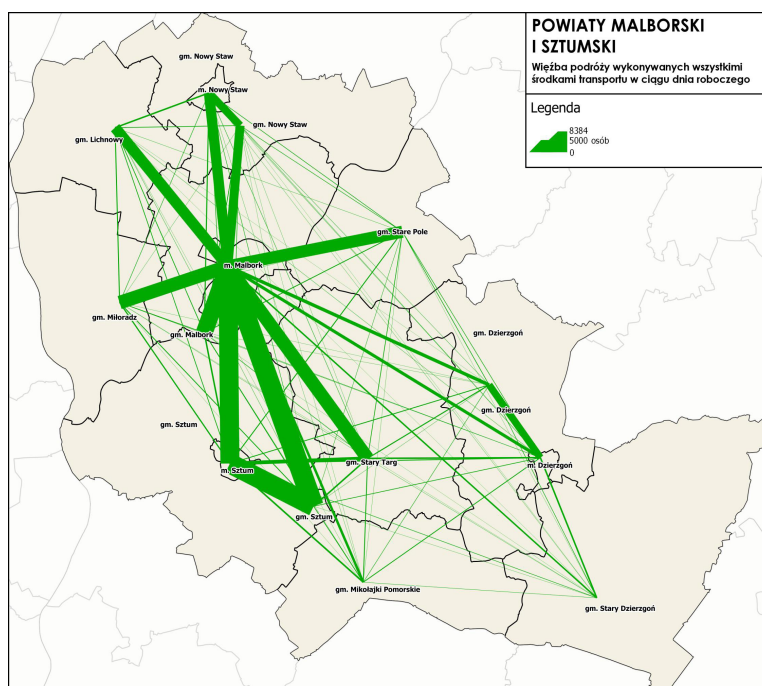 POWIATY MALBORSKI
I SZTUMSKI
Więźba podróży wykonywanych wszystkimi
środkami transportu w ciągu dnia roboczego
Legenda
8384
5000 osób
0
gm. Nowy Staw
m. Nowy Staw
gm. Nowy Staw
gm. Lichnowy
gm. Stare Pole
m. Malbork
gm. Miłoradz
gm. Malbork
gm. Dzierzgoń
gm. Dzierzgoń
gm. Sztum
gm. Stary Targ
m. Dzierzgoń
m. Sztum
gm. Sztum
gm. Mikołajki Pomorskie
gm. Stary Dzierzgoń